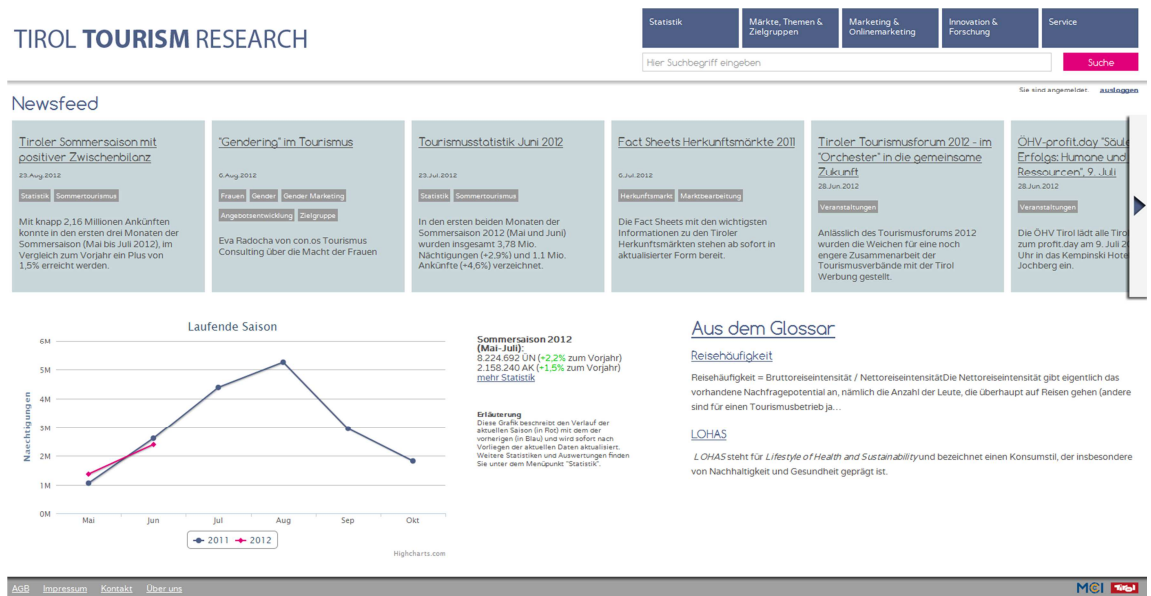 TIROL TOURISM RESEARCH
Statistik
Märkte, Themen &
Zielgruppen
Marketing &
Onlinemarketing
Innovation &
Forschung
Service
Hier Suchbegriff eingeben
Suche
Sie sind angemeldet. ausloggen
Newsfeed
Tiroler Sommersaison mit
positiver Zwischenbilanz
23.Aug.2012
Statistik Sommertourismus
Mit knapp 2,16 Millionen Ankünften
konnte in den ersten drei Monaten der
Sommersaison (Mai bis Juli 2012), im
Vergleich zum Vorjahr ein Plus von
1,5% erreicht werden.
"Gendering" im Tourismus
6.Aug.2012
Frauen Gender Gender Marketing
Angebotsentwicklung Zielgruppe
Eva Radocha von con.os Tourismus
Consulting über die Macht der Frauen
Tourismusstatistik Juni 2012
23.Jul.2012
Statistik Sommertourismus
In den ersten beiden Monaten der
Sommersaison 2012 (Mai und Juni)
wurden insgesamt 3,78 Mio.
Nächtigungen (+2,9%) und 1,1 Mio.
Ankünfte (+4,6%) verzeichnet.
Fact Sheets Herkunftsmärkte 2011
6.Jul.2012
Herkunftsmarkt Marktbearbeitung
Die Fact Sheets mit den wichtigsten
Informationen zu den Tiroler
Herkunftsmärkten stehen ab sofort in
aktualisierter Form bereit.
Tiroler Tourismusforum 2012 - im
"Orchester" in die gemeinsame
Zukunft
28.Jun.2012
Veranstaltungen
Anlässlich des Tourismusforums 2012
wurden die Weichen für eine noch
engere Zusammenarbeit der
Tourismusverbände mit der Tirol
Werbung gestellt.
ÖHV-profit.day "Säul
Erfolgs: Humane und
Ressourcen", 9. Juli
28.Jun.2012
Veranstaltungen
Die ÖHV Tirol lädt alle Tiro
zum profit.day am 9. Juli 2
Uhr in das Kempinski Hote
Jochberg ein.
Laufende Saison
6M
5M
4M
3M
2M
1M
0M
Naechtigungen
Mai Jun Jul Aug Sep Okt
2011 2012
Highcharts.com
Sommersaison 2012
(Mai-Juli):
8.224.692 ÜN (+2,2% zum Vorjahr)
2.158.240 AK (+1,5% zum Vorjahr)
mehr Statistik
Erläuterung
Diese Grafik beschreibt den Verlauf der
aktuellen Saison (in Rot) mit dem der
vorherigen (in Blau) und wird sofort nach
Vorliegen der aktuellen Daten aktualisiert.
Weitere Statistiken und Auswertungen finden
Sie unter dem Menüpunkt "Statistik".
Aus dem Glossar
Reisehäufigkeit
Reisehäufigkeit = Bruttoreiseintensität / NettoreiseintensitätDie Nettoreiseintensität gibt eigentlich das
vorhandene Nachfragepotential an, nämlich die Anzahl der Leute, die überhaupt auf Reisen gehen (andere
sind für einen Tourismusbetrieb ja...
LOHAS
LOHAS steht für Lifestyle of Health and Sustainability und bezeichnet einen Konsumstil, der insbesondere
von Nachhaltigkeit und Gesundheit geprägt ist.
AGB Impressum Kontakt Über uns
MCI Tirol